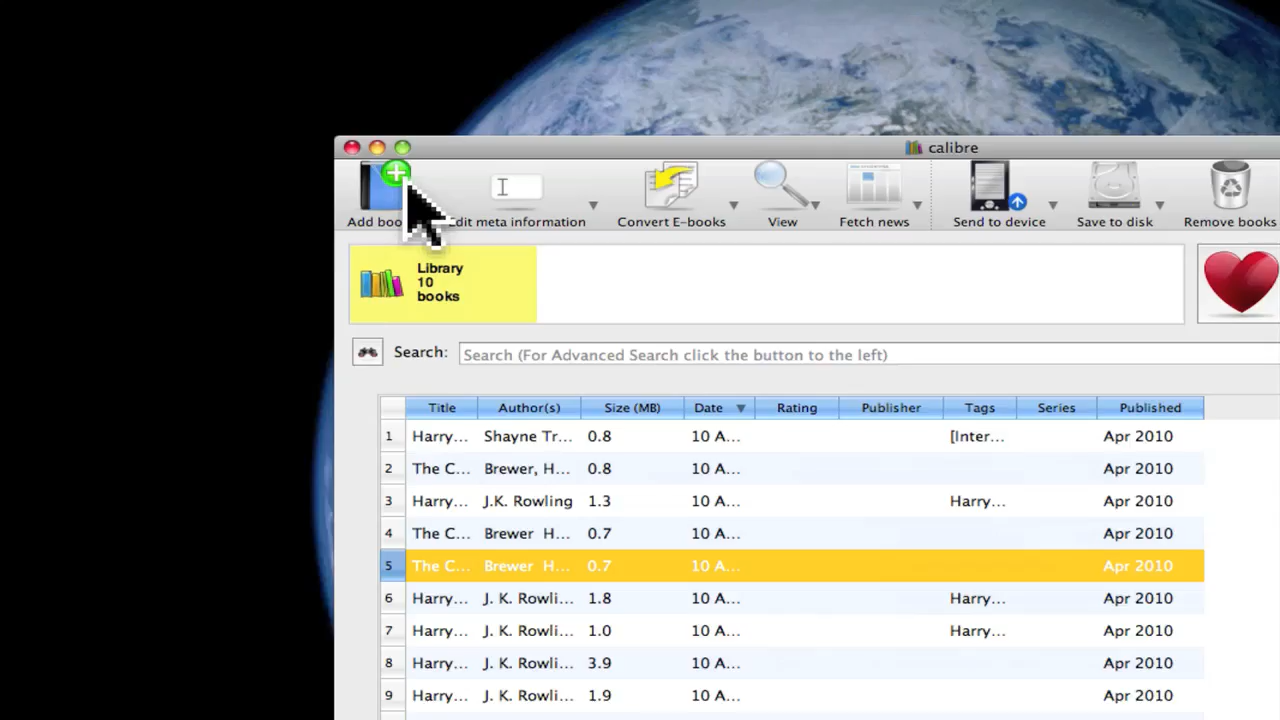 calibre
Add boo
dit meta information
Convert E-books
View
Fetch news
Send to device
Save to disk
Remove books
Library
10
books
Search:
Search (For Advanced Search click the button to the left)
Title Author(s) Size (MB) Date Rating Publisher Tags Series Published
1 Harry... Shayne Tr... 0.8 10 A... [Inter... Apr 2010
2 The C... Brewer, H... 0.8 10 A... Apr 2010
3 Harry... J.K. Rowling 1.3 10 A... Harry... Apr 2010
4 The C... Brewer H... 0.7 10 A... Apr 2010
5 The C... Brewer H... 0.7 10 A... Apr 2010
6 Harry... J. K. Rowli... 1.8 10 A... Harry... Apr 2010
7 Harry... J. K. Rowli... 1.0 10 A... Harry... Apr 2010
8 Harry... J. K. Rowli... 3.9 10 A... Apr 2010
9 Harry... J. K. Rowli... 1.9 10 A... Apr 2010